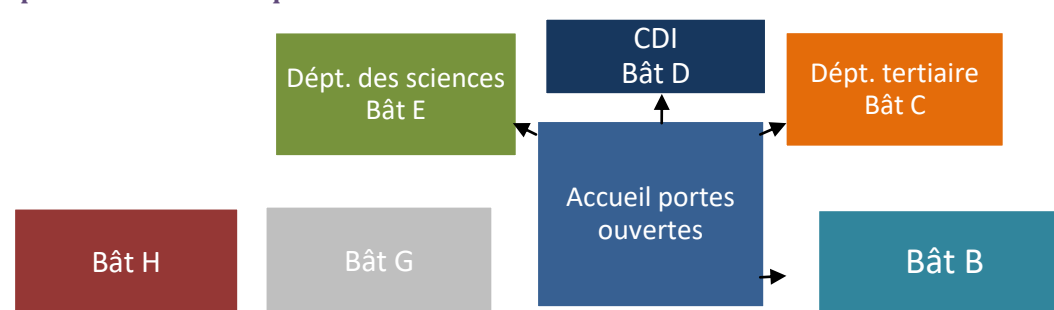 CDI
Bât D
Dépt. des sciences
Bât E
Dépt. tertiaire
Bât C
Accueil portes
ouvertes
Bât H
Bât G
Bât B